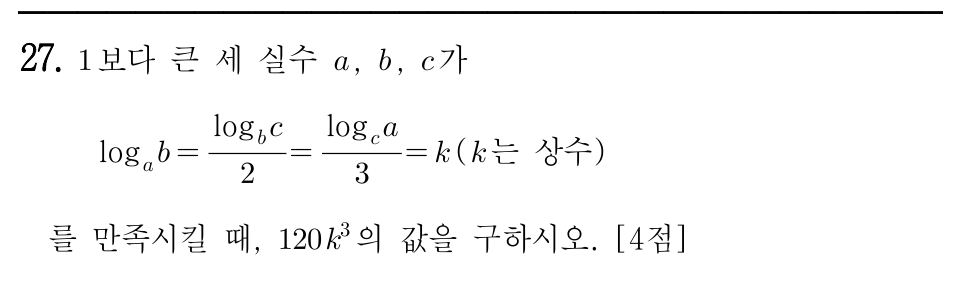 27. 1보다 큰 세 실수 a, b, c가
log_a b = \frac{log_b c}{2} = \frac{log_c a}{3} = k (k는 상수)
를 만족시킬 때, 120k³의 값을 구하시오. [4점]